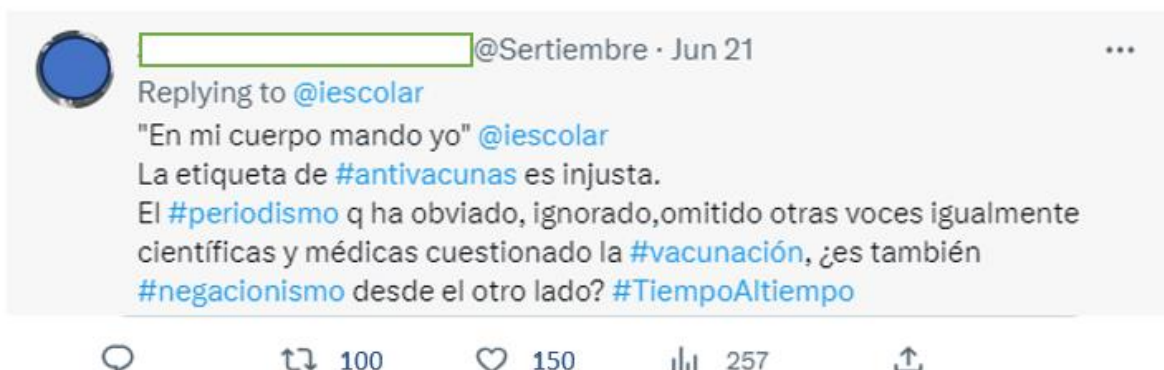 @Sertiembre · Jun 21
Replying to @iescolar
"En mi cuerpo mando yo" @iescolar
La etiqueta de #antivacunas es injusta.
El #periodismo q ha obviado, ignorado,omitido otras voces igualmente
científicas y médicas cuestionado la #vacunación, ¿es también
#negacionismo desde el otro lado? #TiempoAltiempo
100 150 257